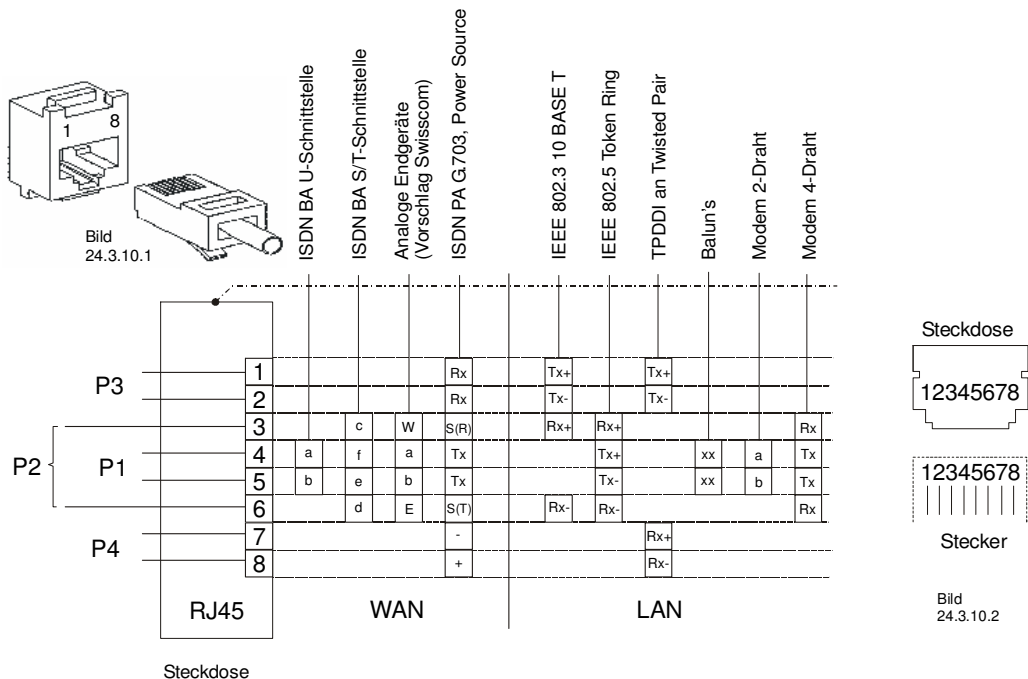 1 8
Bild
24.3.10.1
ISDN BA U-Schnittstelle
ISDN BA S/T-Schnittstelle
Analoge Endgeräte
(Vorschlag Swisscom)
ISDN PA G.703, Power Source
IEEE 802.3 10 BASE T
IEEE 802.5 Token Ring
TPDDI an Twisted Pair
Balun's
Modem 2-Draht
Modem 4-Draht
P3
P2
P1
P4
1 Rx Tx+ Tx+
2 Rx Tx- Tx-
3 c W S(R) Rx+ Rx+ Rx
4 a f a Tx Tx+ xx a Tx
5 b e b Tx Tx- xx b Tx
6 d E S(T) Rx- Rx- Rx
7 - Rx+
8 + Rx-
RJ45 WAN LAN
Steckdose
Steckdose
12345678
12345678
Stecker
Bild
24.3.10.2